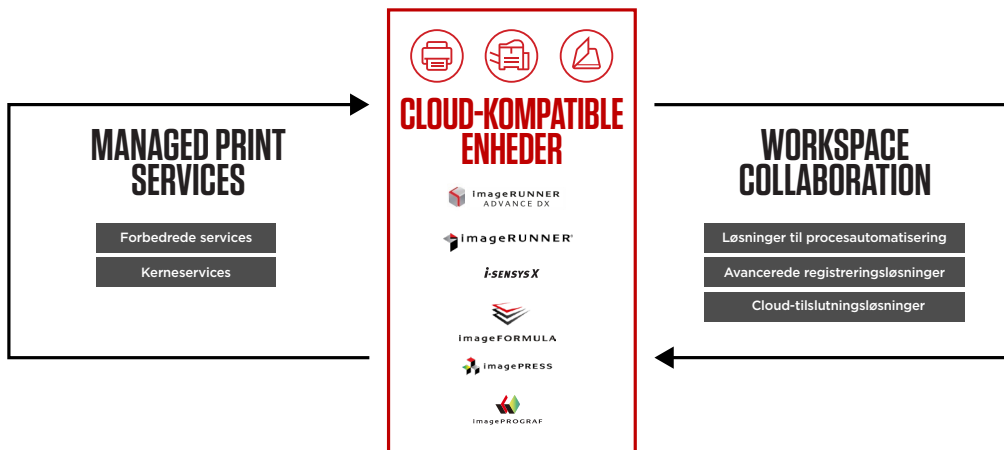 MANAGED PRINT
SERVICES
Forbedrede services
Kerneservices
CLOUD-KOMPATIBLE
ENHEDER
imageRUNNER
ADVANCE DX
imageRUNNER®
i-SENSYS X
imageFORMULA
imagePRESS
imagePROGRAF
WORKSPACE
COLLABORATION
Løsninger til procesautomatisering
Avancerede registreringsløsninger
Cloud-tilslutningsløsninger